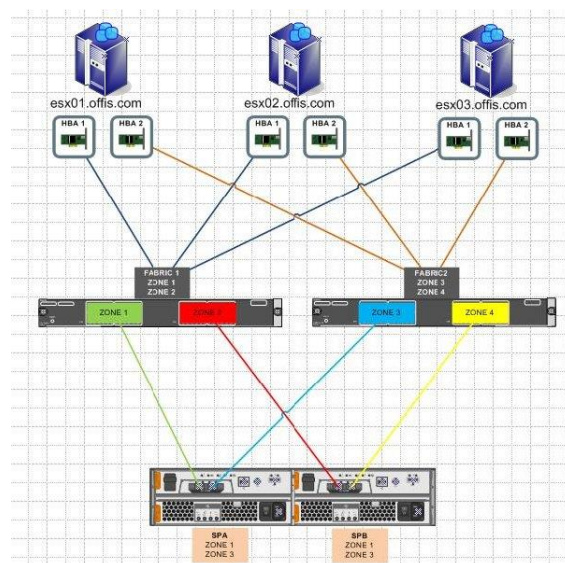 esx01.offis.com
esx02.offis.com
esx03.offis.com
HBA 1
HBA 2
HBA 1
HBA 2
HBA 1
HBA 2
FABRIC 1
ZONE 1
ZONE 2
FABRIC2
ZONE 3
ZONE 4
ZONE 1
ZONE 2
ZONE 3
ZONE 4
SPA
ZONE 1
ZONE 3
SPB
ZONE 1
ZONE 3